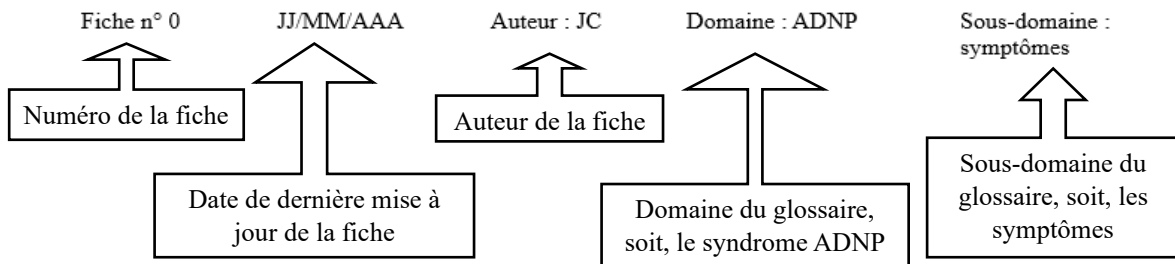 Fiche n° 0 JJ/MM/AAA Auteur : JC Domaine : ADNP Sous-domaine :
symptômes
Numéro de la fiche
Auteur de la fiche
Date de dernière mise à
jour de la fiche
Domaine du glossaire,
soit, le syndrome ADNP
Sous-domaine du
glossaire, soit, les
symptômes